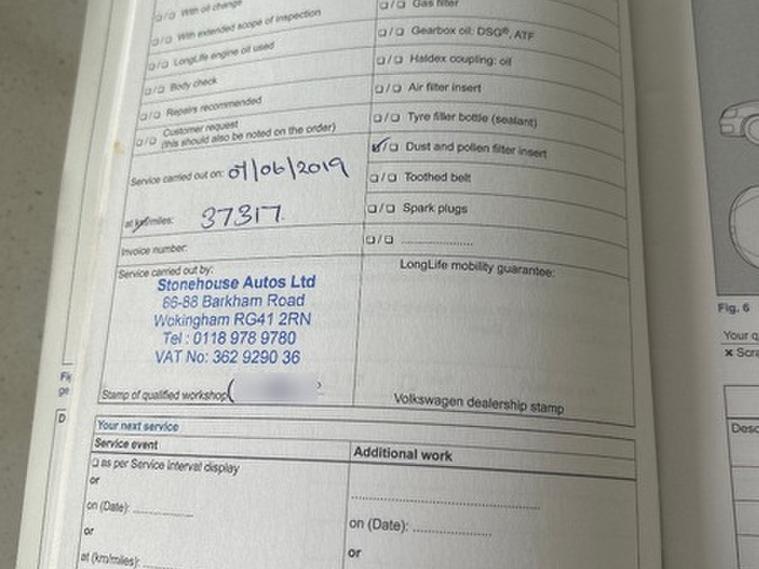 With oil change
With extended scope of inspection
LongLife engine oil used
Body check
Repairs recommended
Customer request
(this should also be noted on the order)
Service carried out on: 07/06/2019
at km/miles: 37317.
Invoice number:
Gas filter
Gearbox oil: DSG®, ATF
Haldex coupling: oil
Air filter insert
Tyre filler bottle (sealant)
Dust and pollen filter insert
Toothed belt
Spark plugs
....................
Service carried out by:
Stonehouse Autos Ltd
66-88 Barkham Road
Wokingham RG41 2RN
Tel : 0118 978 9780
VAT No: 362 9290 36
Stamp of qualified workshop
LongLife mobility guarantee:
Volkswagen dealership stamp
Your next service
Service event
as per Service interval display
or
on (Date): ................
or
at (km/miles):
Additional work
on (Date): ....................
or
Fig. 6
Your
× Scra
Desc
Fig
ge
D